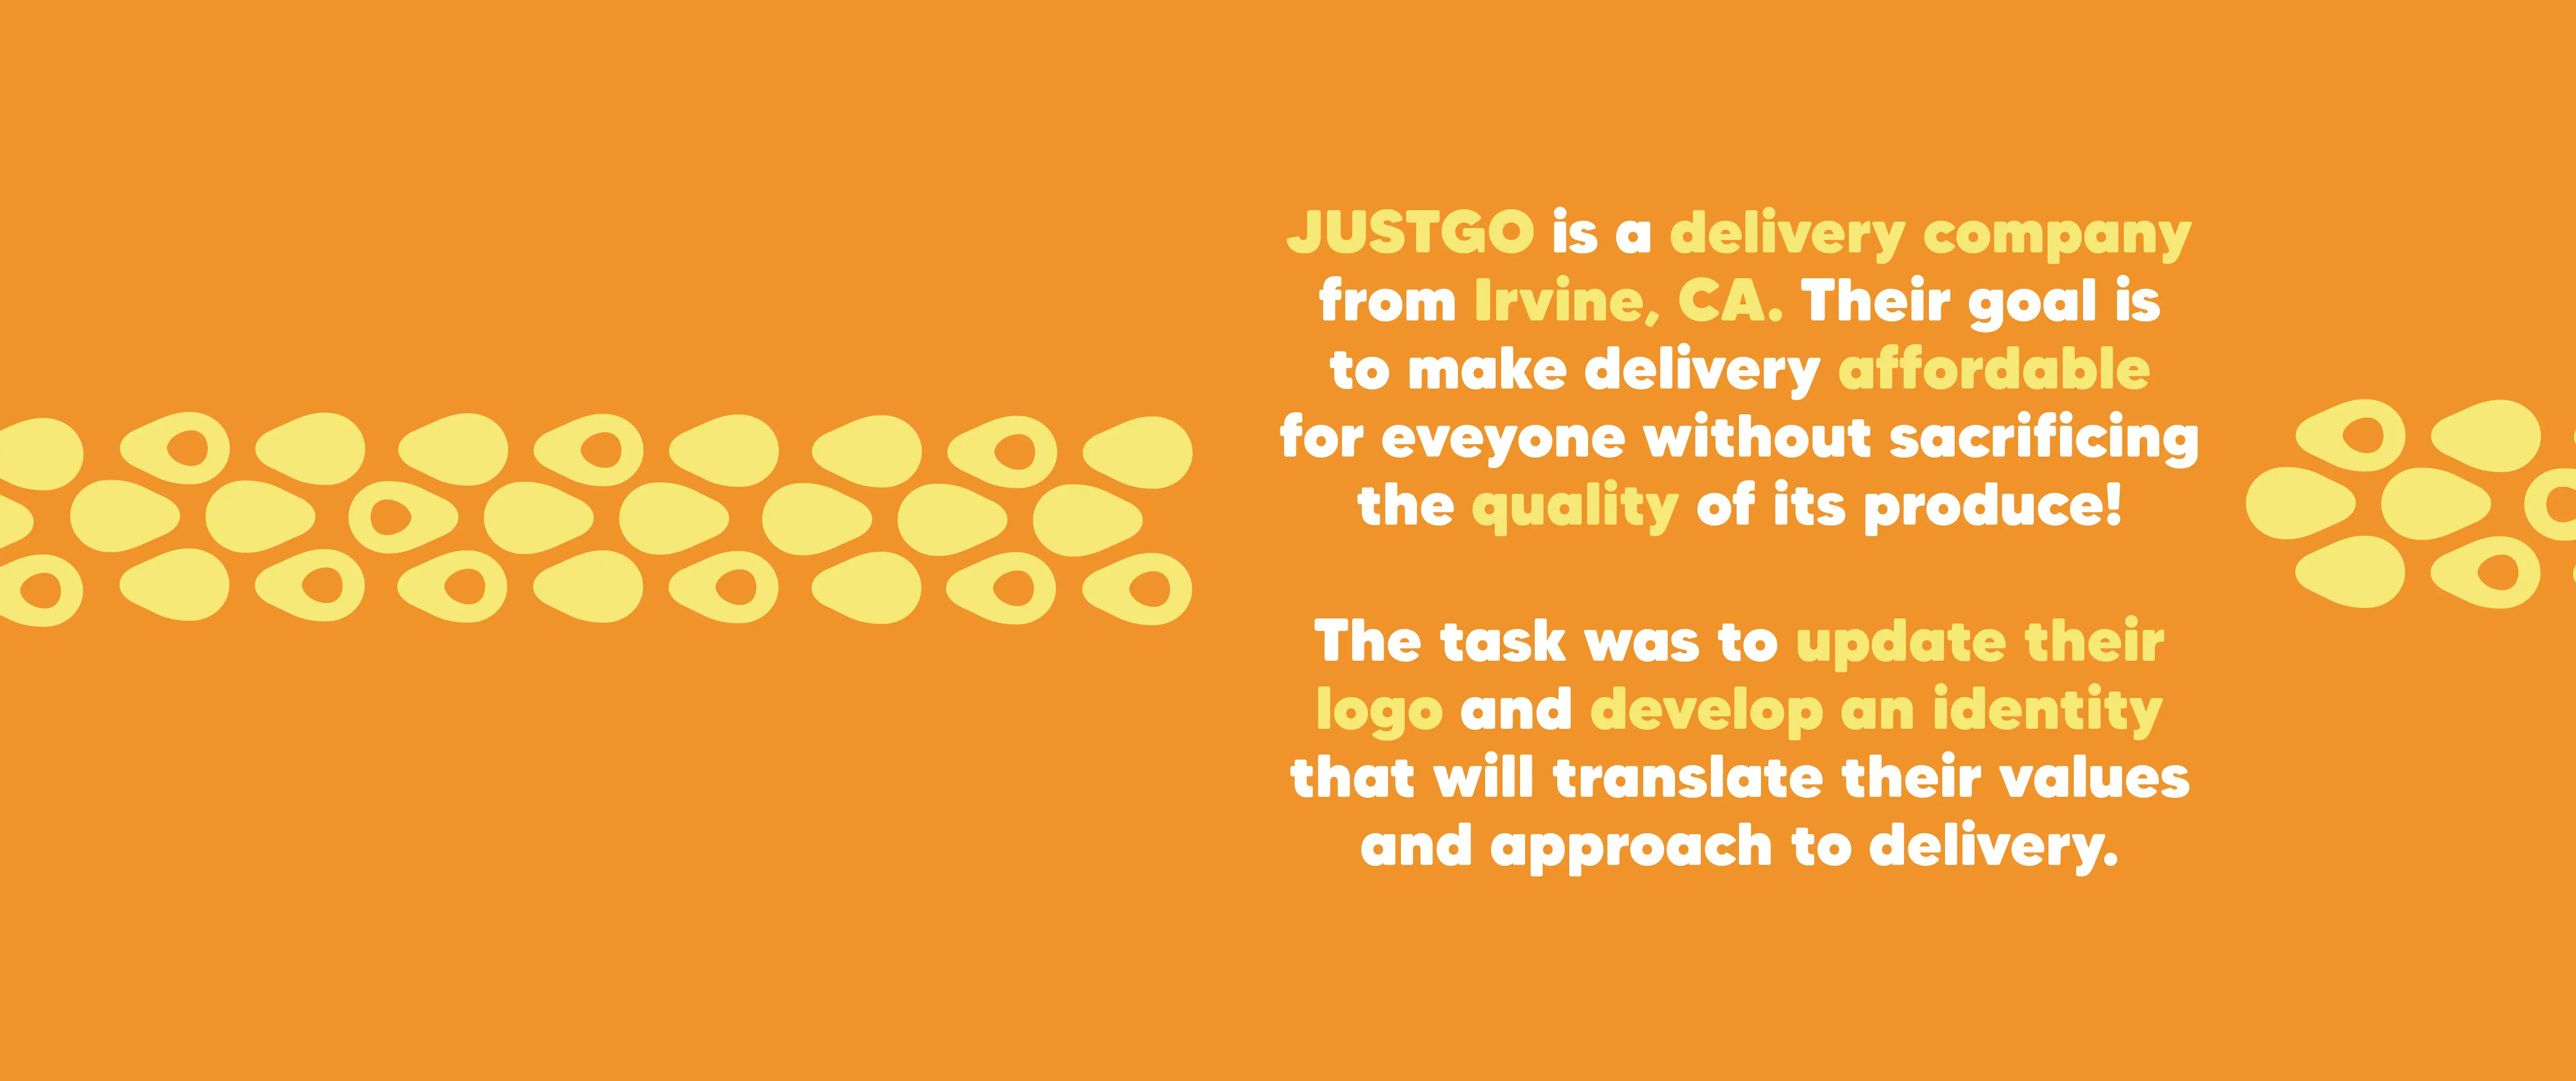 JUSTGO is a delivery company
from Irvine, CA. Their goal is
to make delivery affordable
for eveyone without sacrificing
the quality of its produce!
The task was to update their
logo and develop an identity
that will translate their values
and approach to delivery.